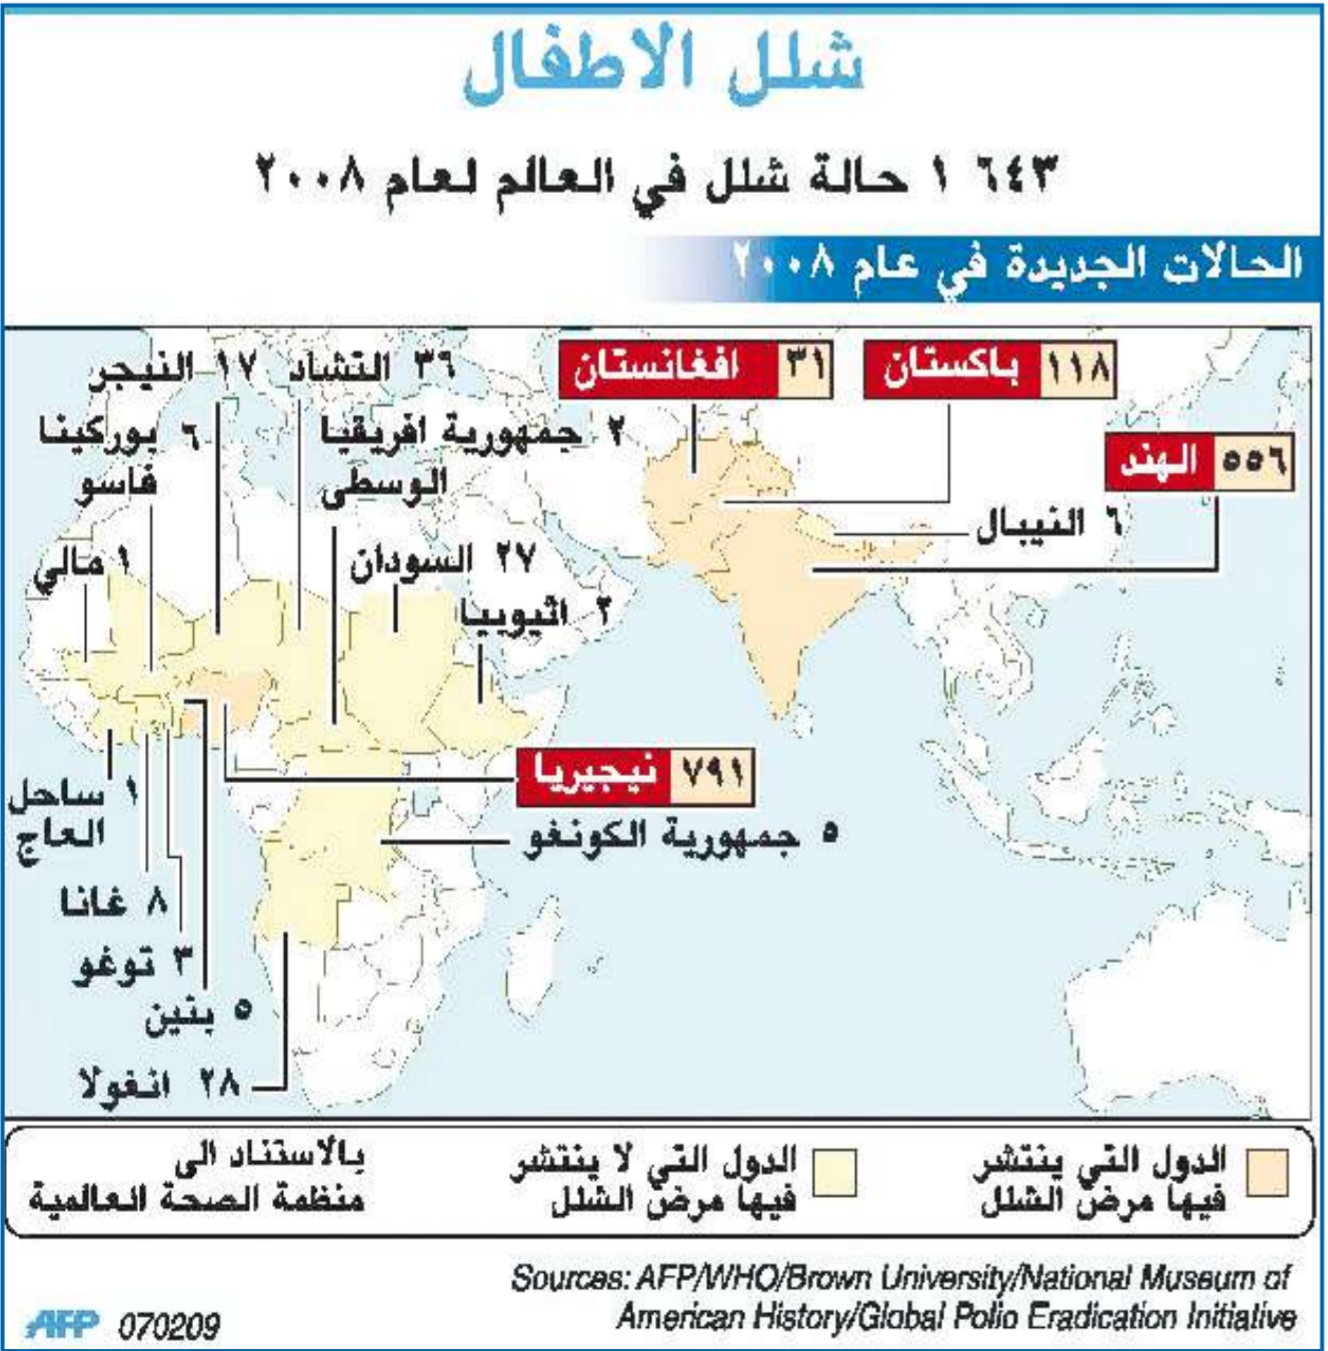 شلل الاطفال
١ ٦٤٣ حالة شلل في العالم لعام ٢٠٠٨
الحالات الجديدة في عام ٢٠٠٨
١١٨ باكستان
٣١ افغانستان
٣٦ التشاد
١٧ النيجر
٥٥٦ الهند
٢ جمهورية افريقيا
الوسطى
٦ بوركينا
فاسو
٦ النيبال
٢٧ السودان
١ مالي
٢ اثيوبيا
٧٩١ نيجيريا
١ ساحل
العاج
٥ جمهورية الكونغو
٨ غانا
٣ توغو
٥ بنين
٢٨ انغولا
الدول التي ينتشر
فيها مرض الشلل
الدول التي لا ينتشر
فيها مرض الشلل
بالاستناد الى
منظمة الصحة العالمية
Sources: AFP/WHO/Brown University/National Museum of
American History/Global Polio Eradication Initiative
AFP 070209